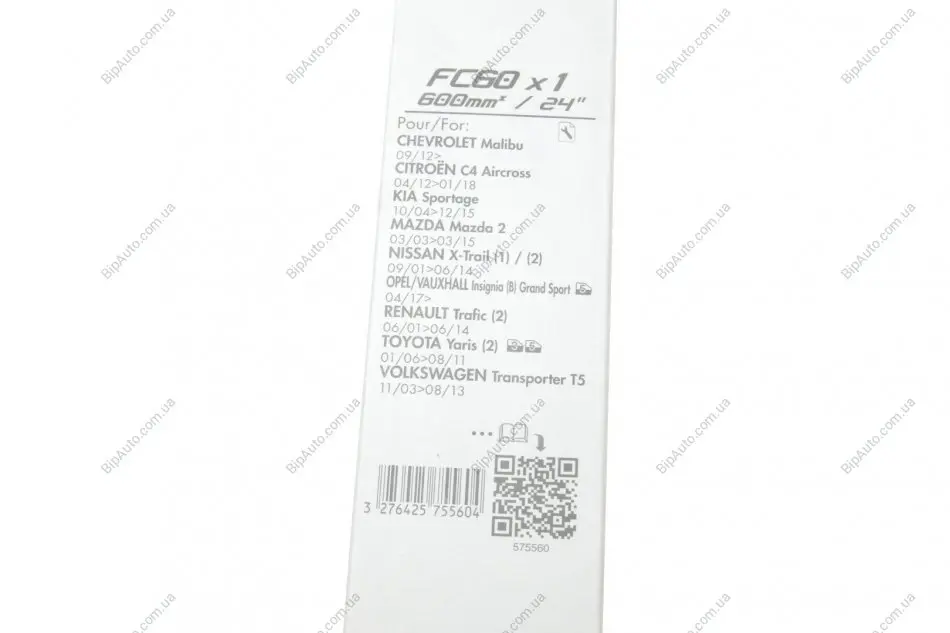 FC60 x 1
600mm* / 24"
Pour/For:
CHEVROLET Malibu
09/12>
CITROËN C4 Aircross
04/12>01/18
KIA Sportage
10/04>12/15
MAZDA Mazda 2
03/03>03/15
NISSAN X-Trail (1) / (2)
09/01>06/14
OPEL/VAUXHALL Insignia (B) Grand Sport 5
04/17>
RENAULT Trafic (2)
06/01>06/14
TOYOTA Yaris (2) 3 5
01/06>08/11
VOLKSWAGEN Transporter T5
11/03>08/13
...
3 276425 755604
575560
BipAuto.com.ua